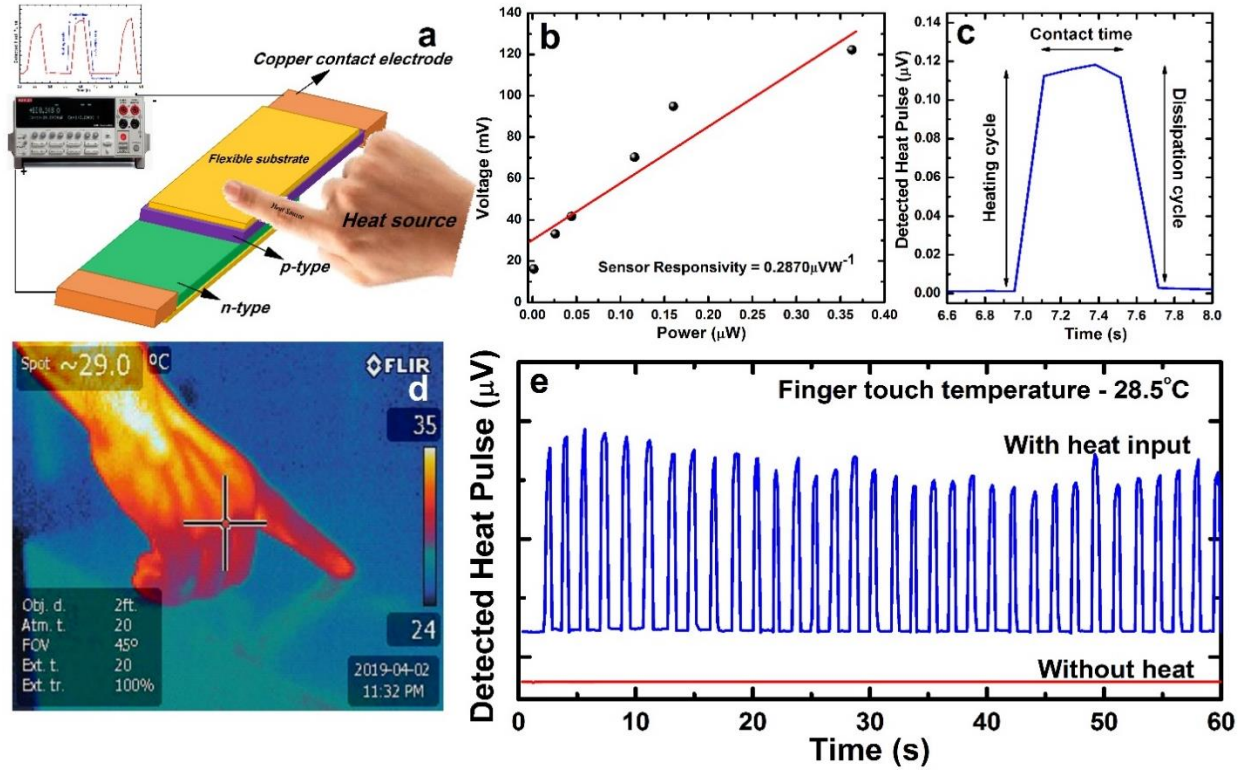 a
Copper contact electrode
Flexible substrate
Heat Source
Heat source
p-type
n-type
-
+
b
Voltage (mV)
140
120
100
80
60
40
20
0
Sensor Responsivity = 0.2870μVW⁻¹
0.00 0.05 0.10 0.15 0.20 0.25 0.30 0.35 0.40
Power (μW)
c
Detected Heat Pulse (μV)
0.14
0.12
0.10
0.08
0.06
0.04
0.02
0.00
Contact time
Heating cycle
Dissipation cycle
6.6 6.8 7.0 7.2 7.4 7.6 7.8 8.0
Time (s)
Spot ~29.0 ºC
FLIR
d
35
24
Obj. d. 2ft.
Atm. t. 20
FOV 45º
Ext. t. 20
Ext. tr. 100%
2019-04-02
11:32 PM
e
Detected Heat Pulse (μV)
Finger touch temperature - 28.5°C
With heat input
Without heat
0 10 20 30 40 50 60
Time (s)